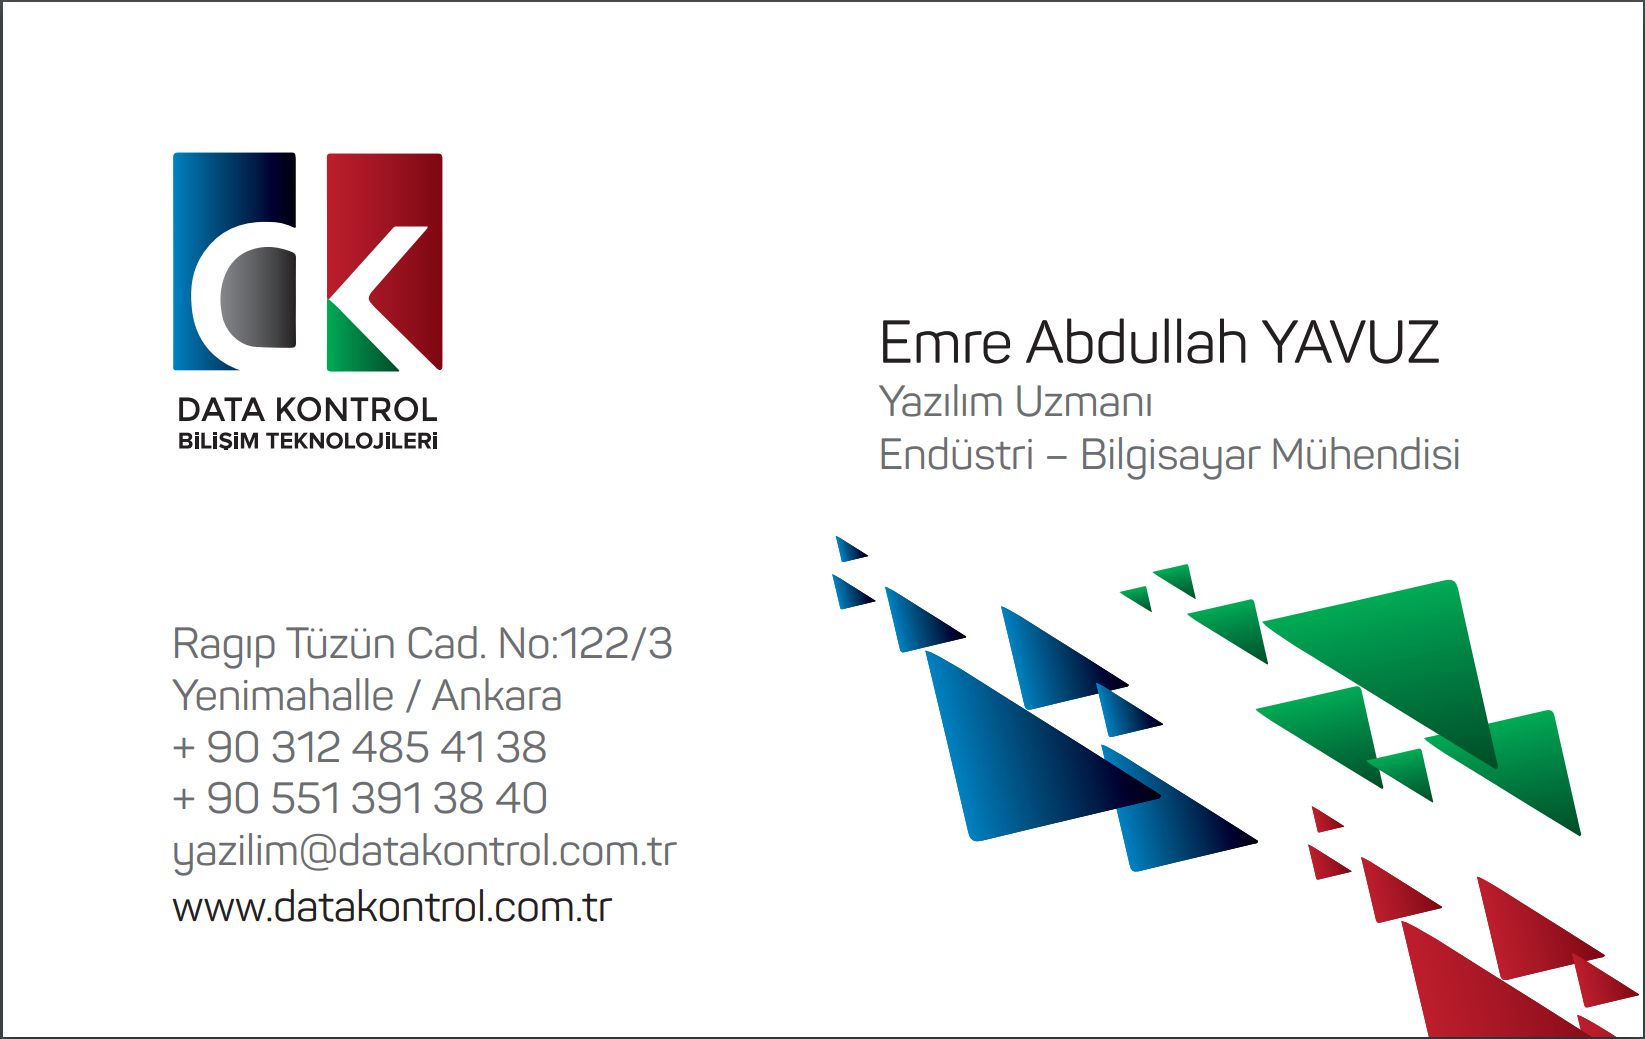 dk
DATA KONTROL
BİLİŞİM TEKNOLOJİLERİ
Emre Abdullah YAVUZ
Yazılım Uzmanı
Endüstri – Bilgisayar Mühendisi
Ragıp Tüzün Cad. No:122/3
Yenimahalle / Ankara
+ 90 312 485 41 38
+ 90 551 391 38 40
yazilim@datakontrol.com.tr
www.datakontrol.com.tr